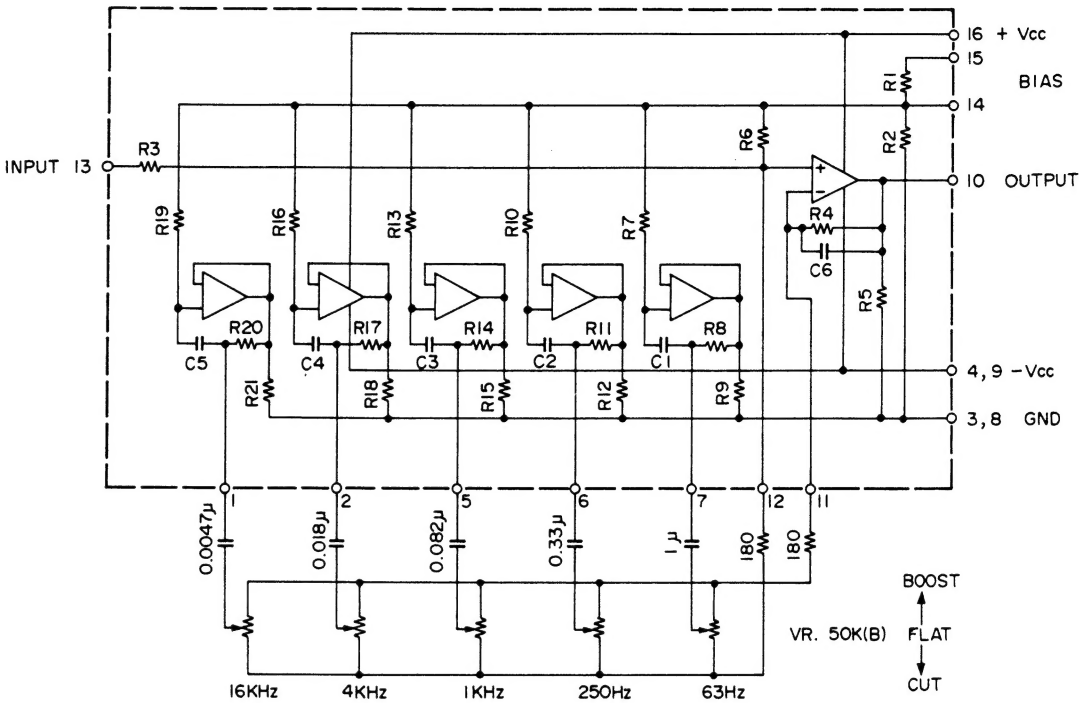 16 + Vcc
15
BIAS
R1
14
R6
R2
R3
INPUT 13
+
10 OUTPUT
−
R4
C6
R5
R19
R16
R13
R10
R7
R20
R17
R14
R11
R8
C5
C4
C3
C2
C1
4,9 -Vcc
R21
R18
R15
R12
R9
3,8 GND
1
2
5
6
7
12
11
0.0047μ
0.018μ
0.082μ
0.33μ
1μ
180
180
BOOST
VR. 50K(B) FLAT
CUT
16KHz
4KHz
1KHz
250Hz
63Hz